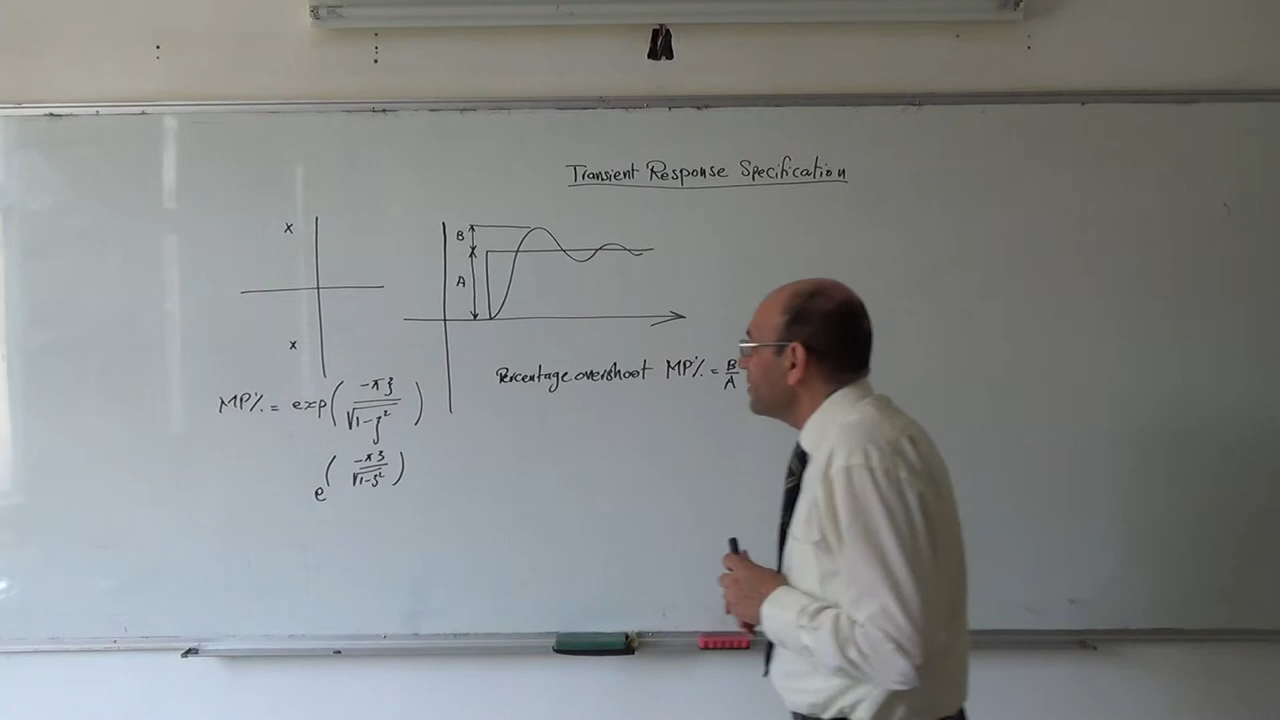 Transient Response Specification
x
B
A
x
Percentage overshoot MP% = B/A
MP% = exp( -πζ / √1-ζ² )
e^( -πζ / √1-ζ² )